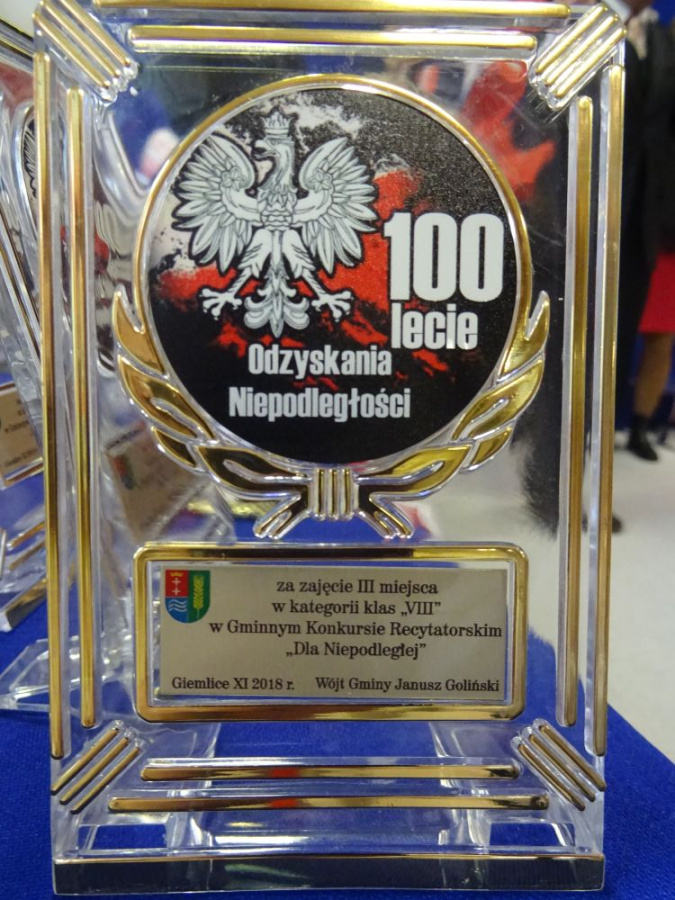 100
lecie
Odzyskania
Niepodległości
za zajęcie III miejsca
w kategorii klas „VIII”
w Gminnym Konkursie Recytatorskim
„Dla Niepodległej”
Giemlice XI 2018 r. Wójt Gminy Janusz Goliński